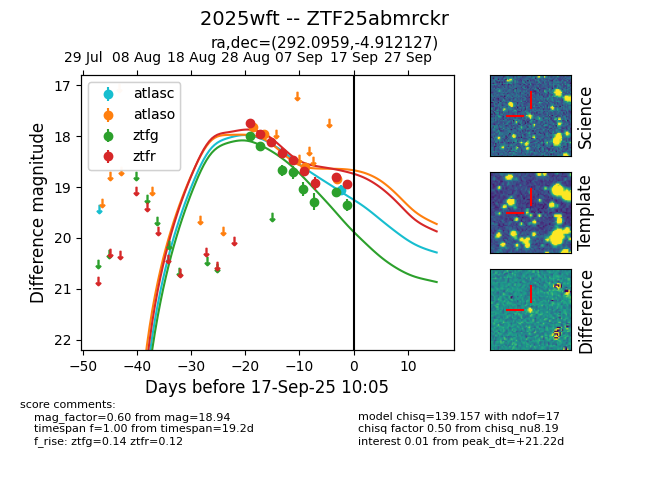 2025wft -- ZTF25abmrckr
ra,dec=(292.0959,-4.912127)
29 Jul 08 Aug 18 Aug 28 Aug 07 Sep 17 Sep 27 Sep
17
18
19
20
21
22
Difference magnitude
atlasc
atlaso
ztfg
ztfr
−50 −40 −30 −20 −10 0 10
Days before 17-Sep-25 10:05
Science
Template
Difference
score comments:
mag_factor=0.60 from mag=18.94
timespan f=1.00 from timespan=19.2d
f_rise: ztfg=0.14 ztfr=0.12
model chisq=139.157 with ndof=17
chisq factor 0.50 from chisq_nu8.19
interest 0.01 from peak_dt=+21.22d